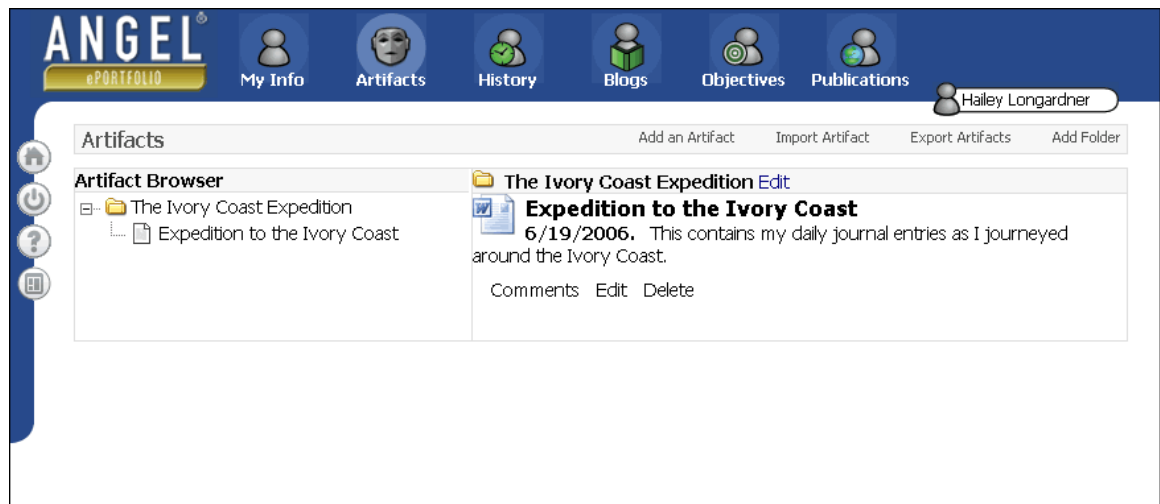 ANGEL®
ePORTFOLIO
My Info Artifacts History Blogs Objectives Publications
Hailey Longardner
Artifacts Add an Artifact Import Artifact Export Artifacts Add Folder
Artifact Browser
The Ivory Coast Expedition
Expedition to the Ivory Coast
The Ivory Coast Expedition Edit
W Expedition to the Ivory Coast
6/19/2006. This contains my daily journal entries as I journeyed
around the Ivory Coast.
Comments Edit Delete
?